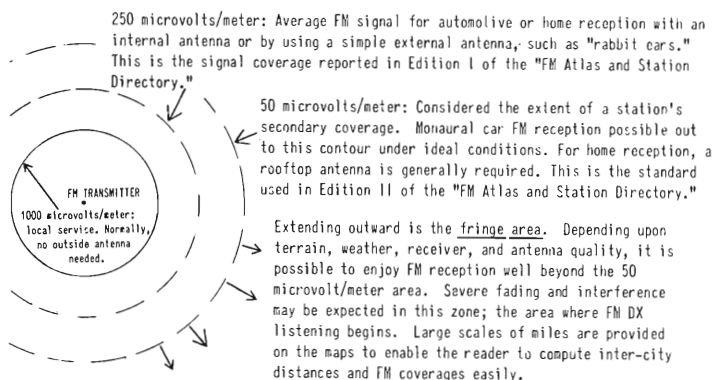 250 microvolts/meter: Average FM signal for automolive or home reception with an
internal antenna or by using a simple external antenna, such as "rabbit cars."
This is the signal coverage reported in Edition I of the "FM Atlas and Station
Directory."
50 microvolts/meter: Considered the extent of a station's
secondary coverage. Monaural car FM reception possible out
to this contour under ideal conditions. For home reception, a
rooftop antenna is generally required. This is the standard
used in Edition II of the "FM Atlas and Station Directory."
FM TRANSMITTER
1000 microvolts/meter:
local service. Normally,
no outside antenna
needed.
Extending outward is the fringe area. Depending upon
terrain, weather, receiver, and antenna quality, it is
possible to enjoy FM reception well beyond the 50
microvolt/meter area. Severe fading and interference
may be expected in this zone; the area where FM DX
listening begins. Large scales of miles are provided
on the maps to enable the reader to compute inter-city
distances and FM coverages easily.